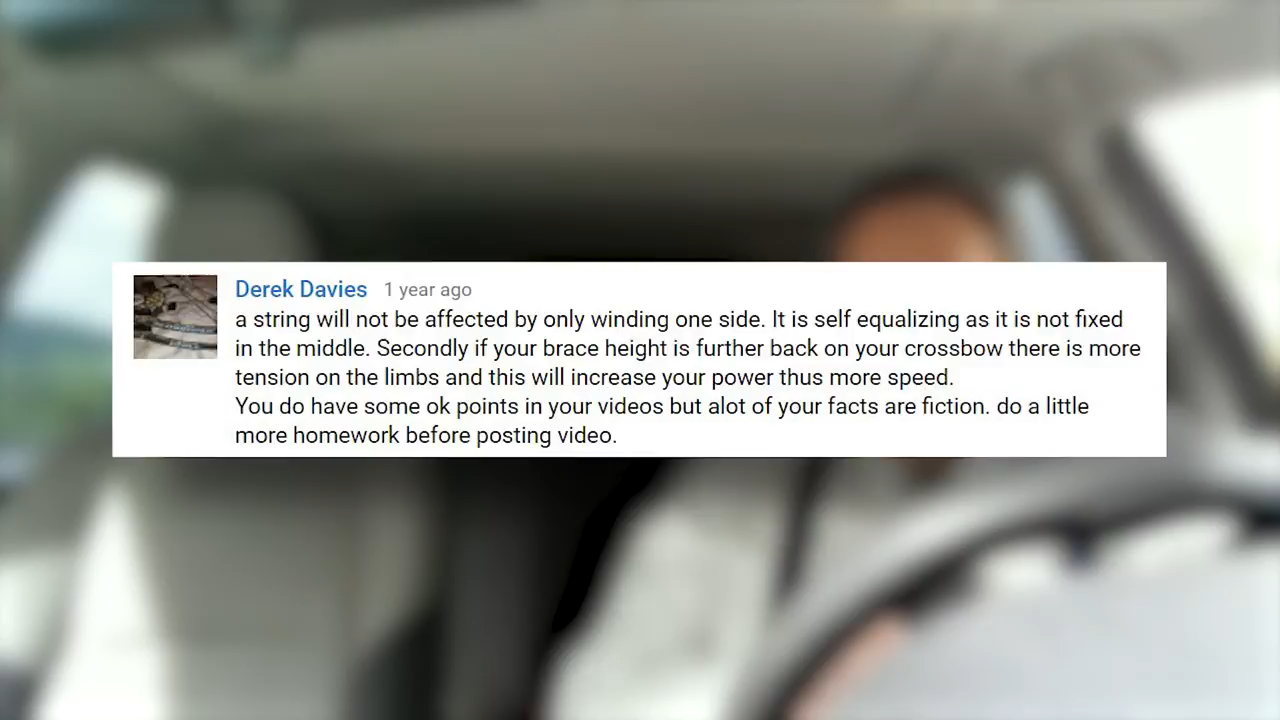 Derek Davies 1 year ago
a string will not be affected by only winding one side. It is self equalizing as it is not fixed
in the middle. Secondly if your brace height is further back on your crossbow there is more
tension on the limbs and this will increase your power thus more speed.
You do have some ok points in your videos but alot of your facts are fiction. do a little
more homework before posting video.